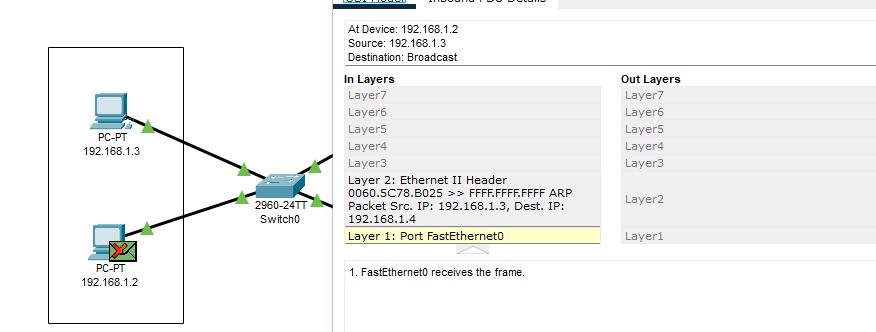 OSI Model
Inbound PDU Details
At Device: 192.168.1.2
Source: 192.168.1.3
Destination: Broadcast
In Layers
Out Layers
Layer7
Layer6
Layer5
Layer4
Layer3
Layer 2: Ethernet II Header
0060.5C78.B025 >> FFFF.FFFF.FFFF ARP
Packet Src. IP: 192.168.1.3, Dest. IP:
192.168.1.4
Layer 1: Port FastEthernet0
Layer7
Layer6
Layer5
Layer4
Layer3
Layer2
Layer1
1. FastEthernet0 receives the frame.
PC-PT
192.168.1.3
2960-24TT
Switch0
PC-PT
192.168.1.2